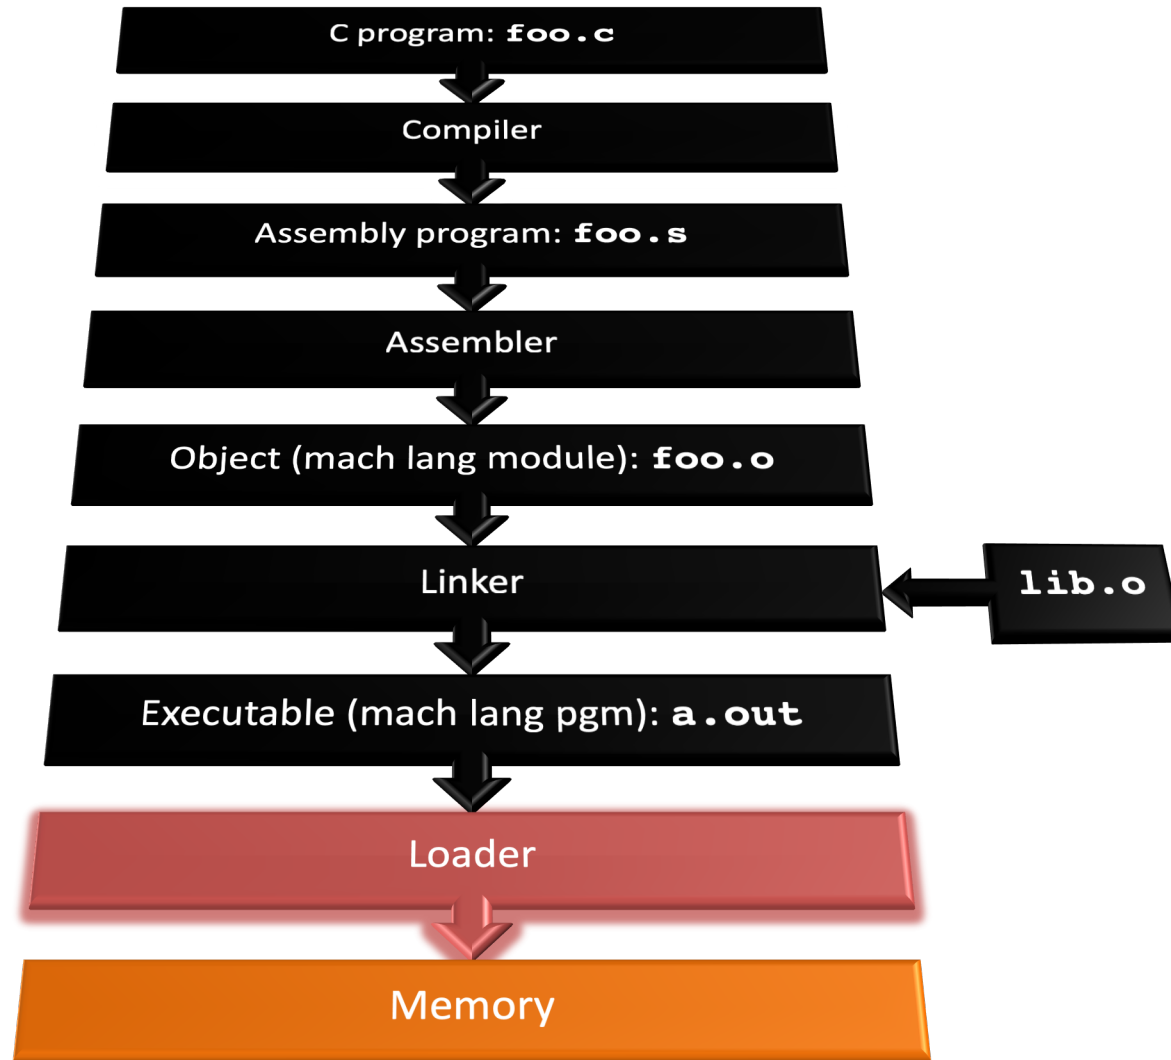 C program: foo.c
Compiler
Assembly program: foo.s
Assembler
Object (mach lang module): foo.o
Linker
lib.o
Executable (mach lang pgm): a.out
Loader
Memory